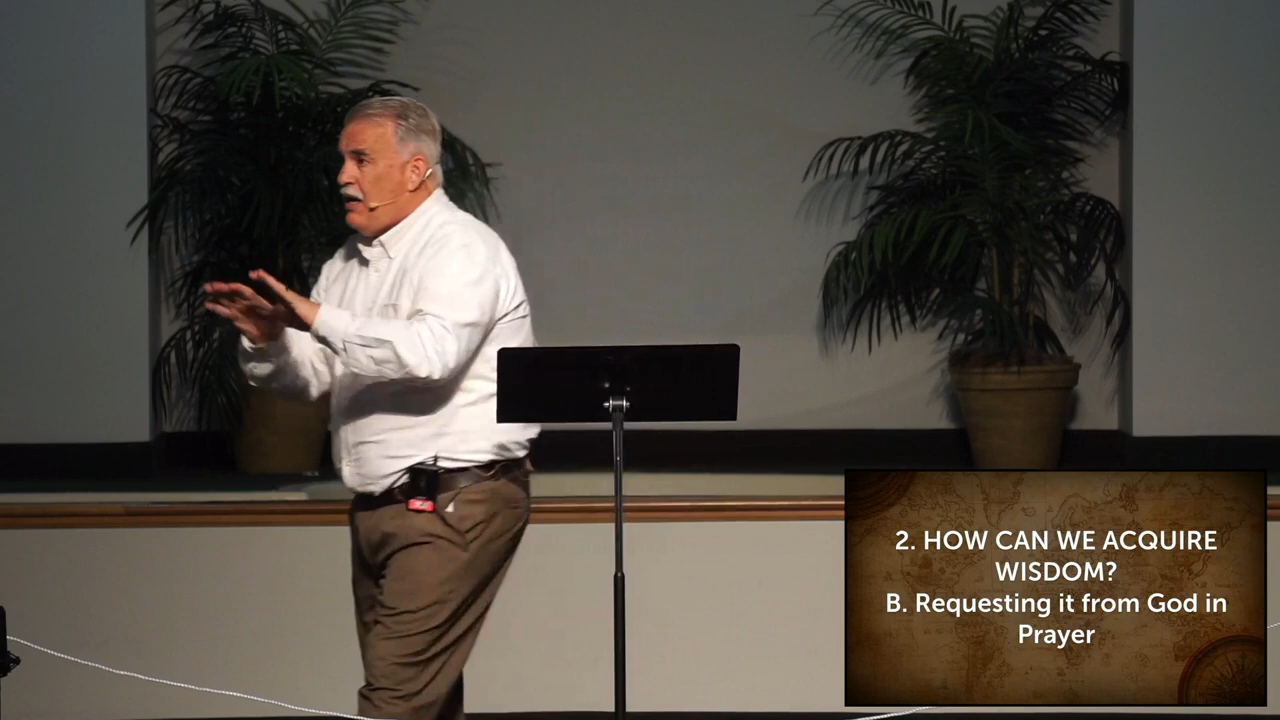 2. HOW CAN WE ACQUIRE
WISDOM?
B. Requesting it from God in
Prayer